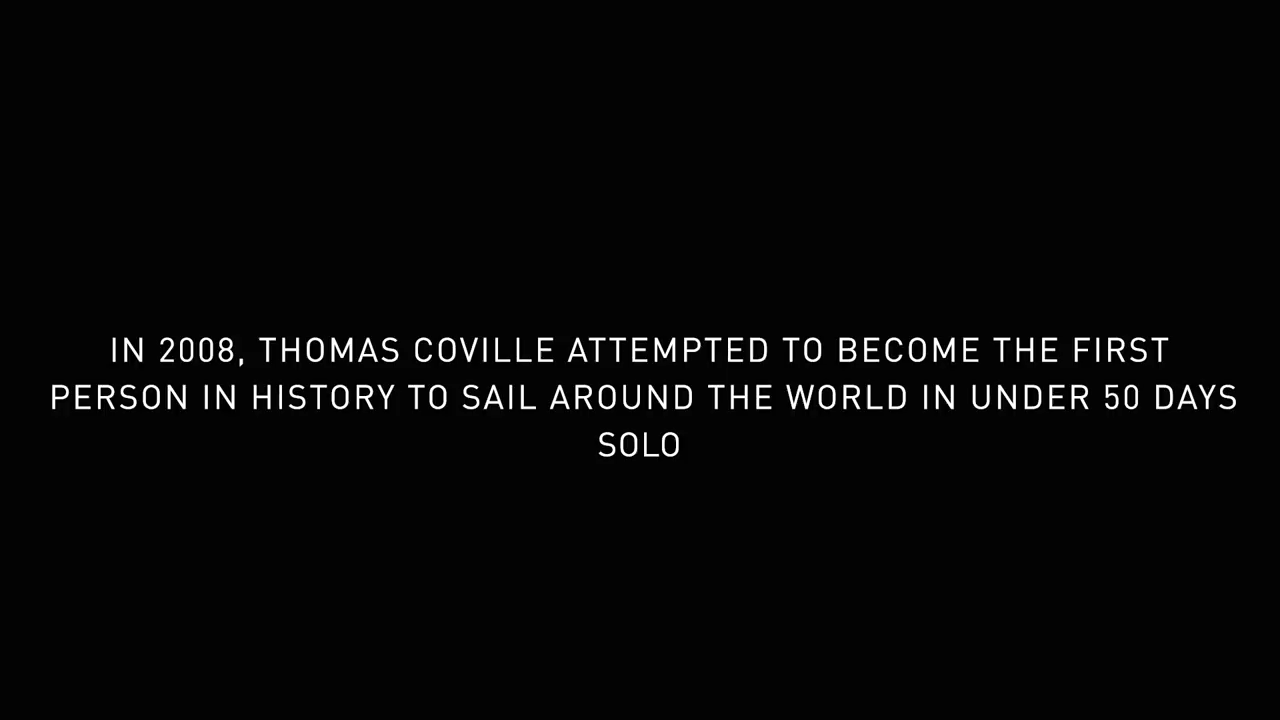 IN 2008, THOMAS COVILLE ATTEMPTED TO BECOME THE FIRST
PERSON IN HISTORY TO SAIL AROUND THE WORLD IN UNDER 50 DAYS
SOLO